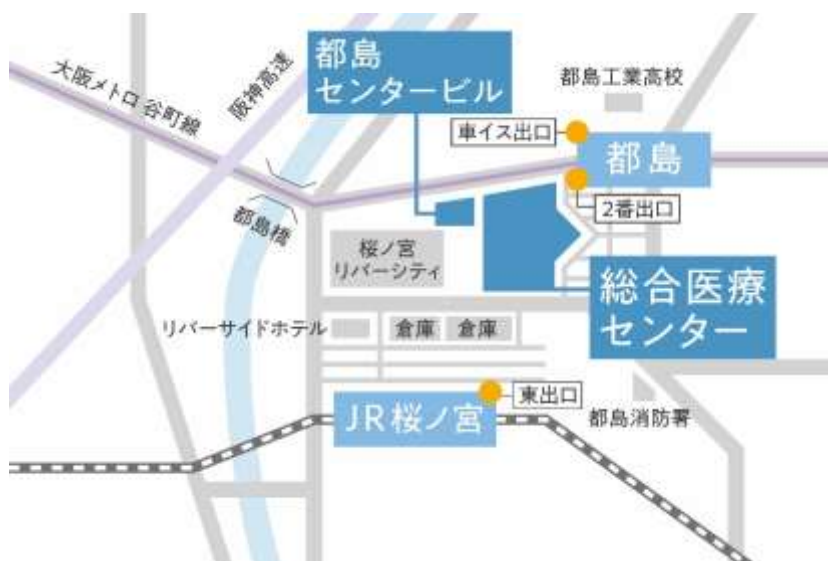 大阪メトロ 谷町線
阪神高速
都島
センタービル
都島工業高校
車イス出口
都島
2番出口
都島橋
桜ノ宮
リバーシティ
総合医療
センター
リバーサイドホテル
倉庫
倉庫
東出口
JR桜ノ宮
都島消防署